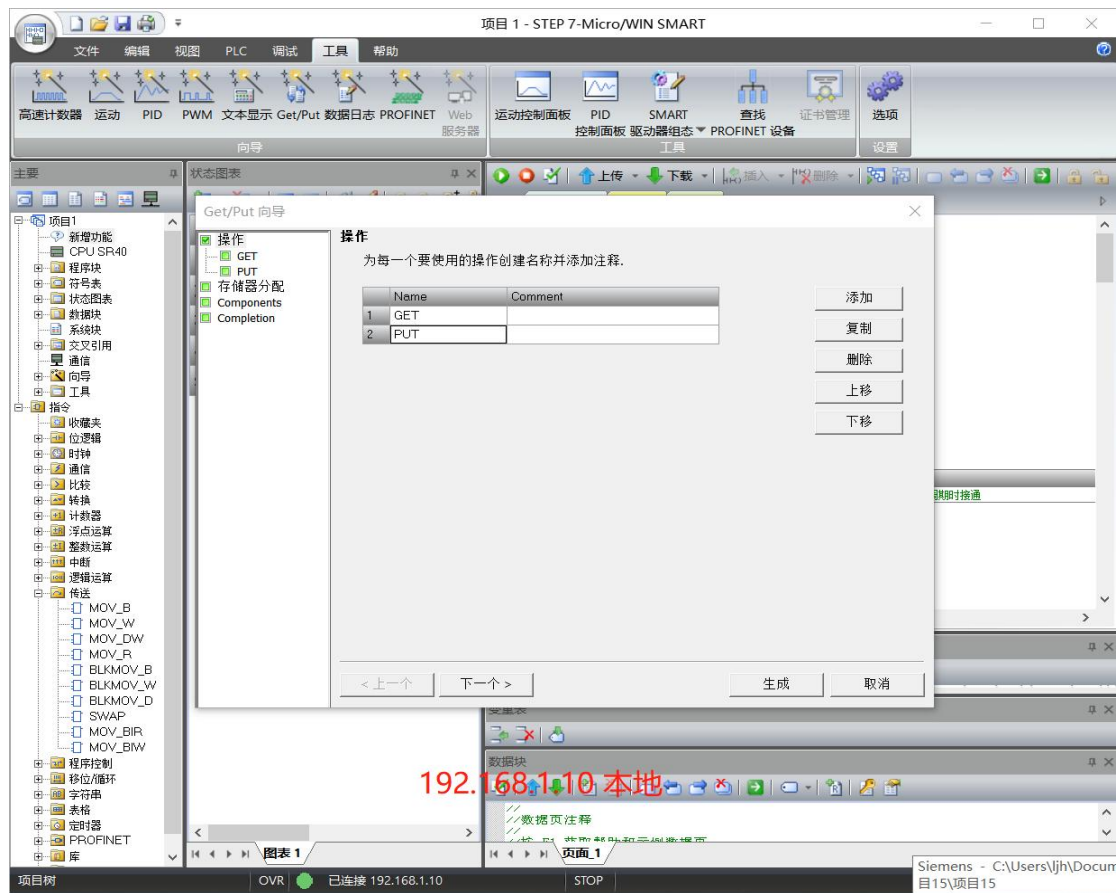 项目 1 - STEP 7-Micro/WIN SMART
文件 编辑 视图 PLC 调试 工具 帮助
高速计数器 运动 PID PWM 文本显示 Get/Put 数据日志 PROFINET Web 服务器
运动控制面板 PID 控制面板 SMART 驱动器组态 查找 PROFINET 设备 证书管理 选项
向导 工具 设置
主要
状态图表
上传 下载 插入 删除
项目1
新增功能
CPU SR40
程序块
符号表
状态图表
数据块
系统块
交叉引用
通信
向导
工具
指令
收藏夹
位逻辑
时钟
通信
比较
转换
计数器
浮点运算
整数运算
中断
逻辑运算
传送
MOV_B
MOV_W
MOV_DW
MOV_R
BLKMOV_B
BLKMOV_W
BLKMOV_D
SWAP
MOV_BIR
MOV_BIW
程序控制
移位/循环
字符串
表格
定时器
PROFINET
库
Get/Put 向导
操作
GET
PUT
存储器分配
Components
Completion
操作
为每一个要使用的操作创建名称并添加注释.
Name Comment
1 GET
2 PUT
添加
复制
删除
上移
下移
<上一个 下一个> 生成 取消
期时接通
变量表
数据块
192.168.1.10 本地
//
//数据页注释
//
图表 1
页面_1
项目树
OVR 已连接 192.168.1.10 STOP
Siemens - C:\Users\ljh\Docum
目15\项目15